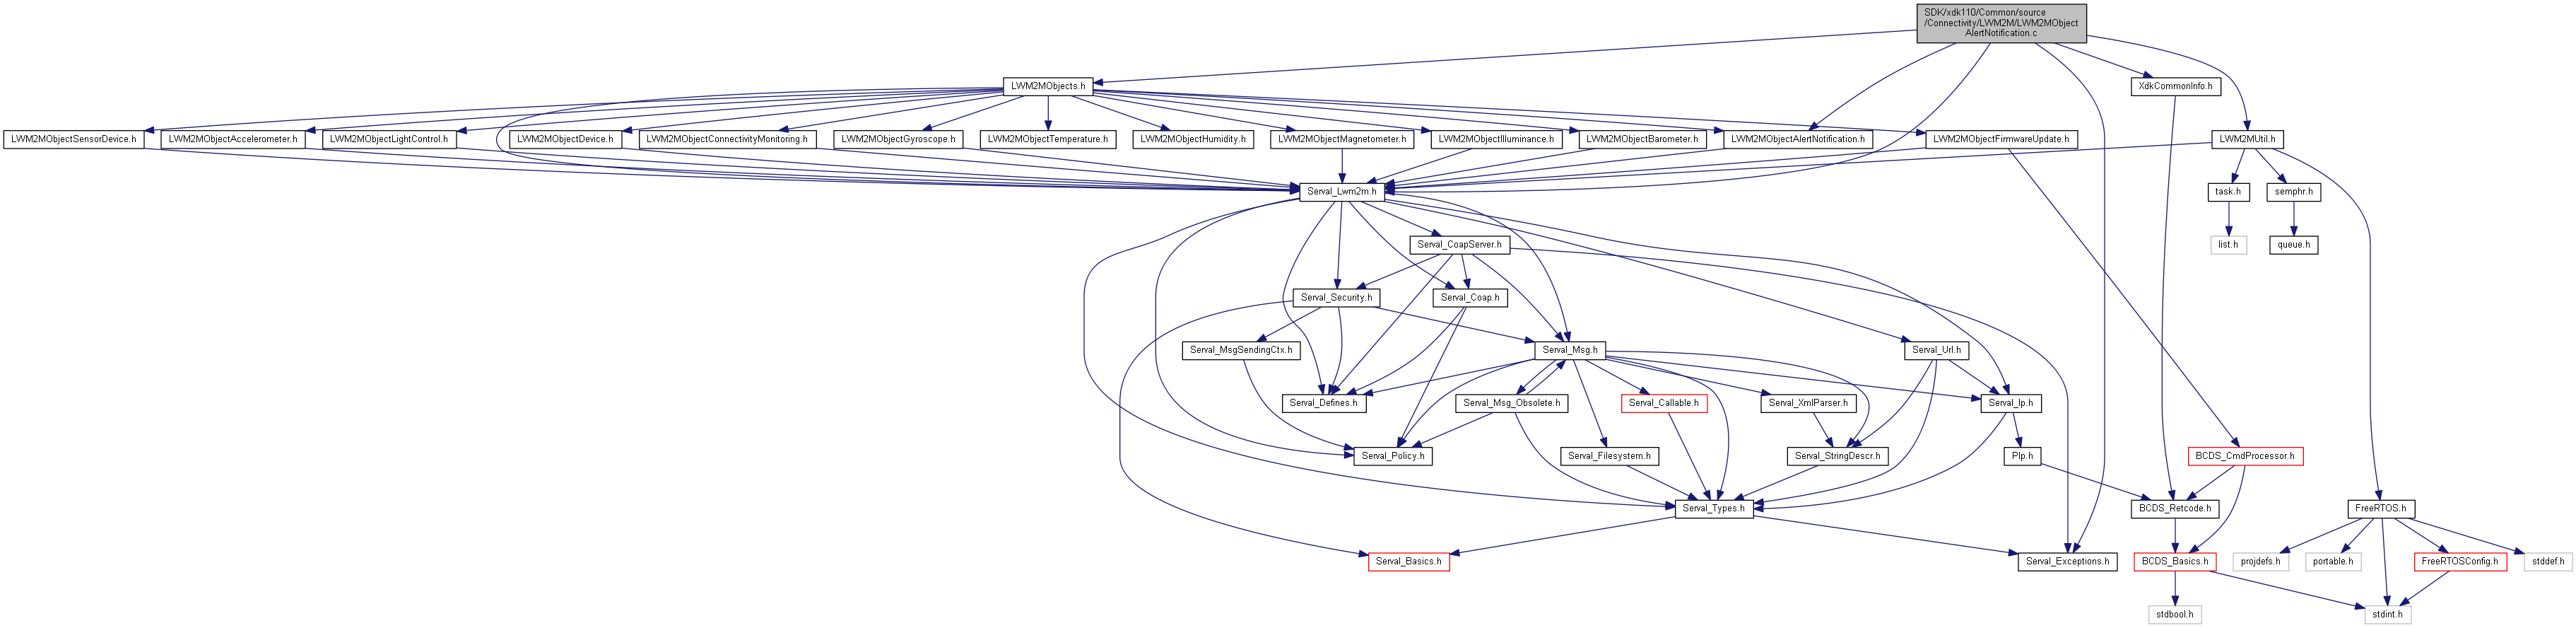 SDK/xdk110/Common/source
/Connectivity/LWM2M/LWM2MObject
AlertNotification.c
LWM2MObjects.h
XdkCommonInfo.h
LWM2MObjectSensorDevice.h
LWM2MObjectAccelerometer.h
LWM2MObjectLightControl.h
LWM2MObjectDevice.h
LWM2MObjectConnectivityMonitoring.h
LWM2MObjectGyroscope.h
LWM2MObjectTemperature.h
LWM2MObjectHumidity.h
LWM2MObjectMagnetometer.h
LWM2MObjectIlluminance.h
LWM2MObjectBarometer.h
LWM2MObjectAlertNotification.h
LWM2MObjectFirmwareUpdate.h
LWM2MUtil.h
Serval_Lwm2m.h
task.h
semphr.h
Serval_CoapServer.h
list.h
queue.h
Serval_Security.h
Serval_Coap.h
Serval_MsgSendingCtx.h
Serval_Msg.h
Serval_Url.h
Serval_Defines.h
Serval_Msg_Obsolete.h
Serval_Callable.h
Serval_XmlParser.h
Serval_Ip.h
Serval_Policy.h
Serval_Filesystem.h
Serval_StringDescr.h
PIp.h
BCDS_CmdProcessor.h
Serval_Types.h
BCDS_Retcode.h
FreeRTOS.h
Serval_Basics.h
Serval_Exceptions.h
BCDS_Basics.h
projdefs.h
portable.h
FreeRTOSConfig.h
stddef.h
stdbool.h
stdint.h